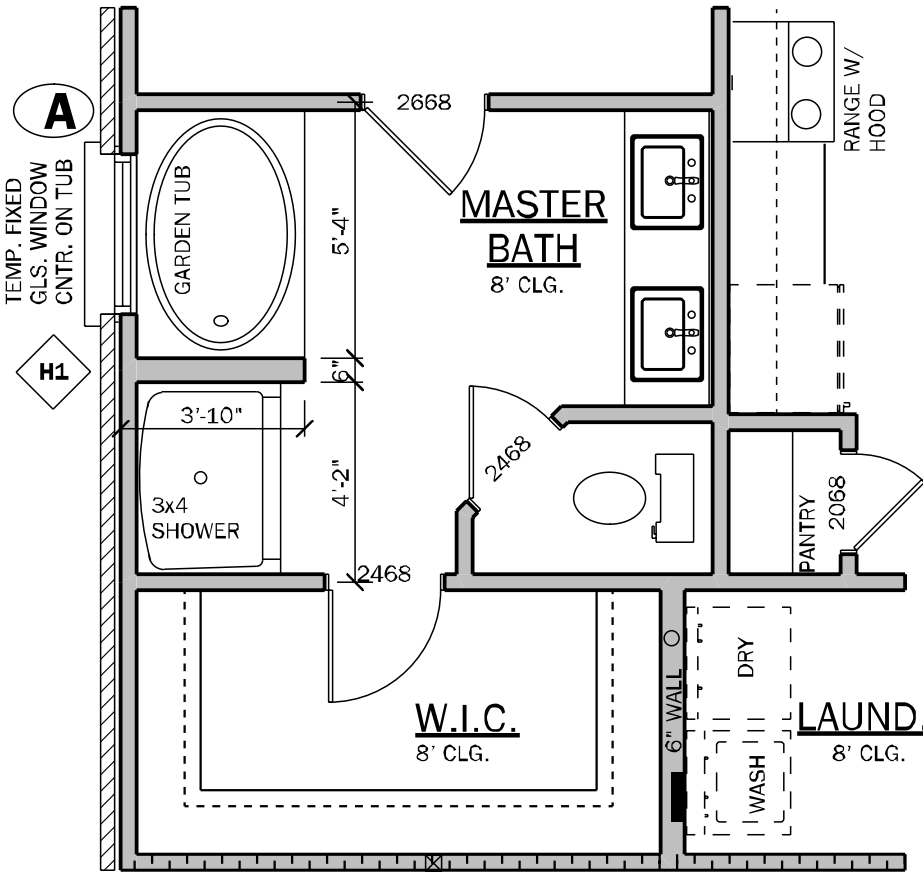 A
TEMP. FIXED
GLS. WINDOW
CNTR. ON TUB
H1
2668
GARDEN TUB
5'-4"
MASTER
BATH
8' CLG.
RANGE W/
HOOD
6"
3'-10"
4'-2"
3x4
SHOWER
2468
2468
PANTRY
2068
W.I.C.
8' CLG.
6" WALL
DRY
WASH
LAUND.
8' CLG.